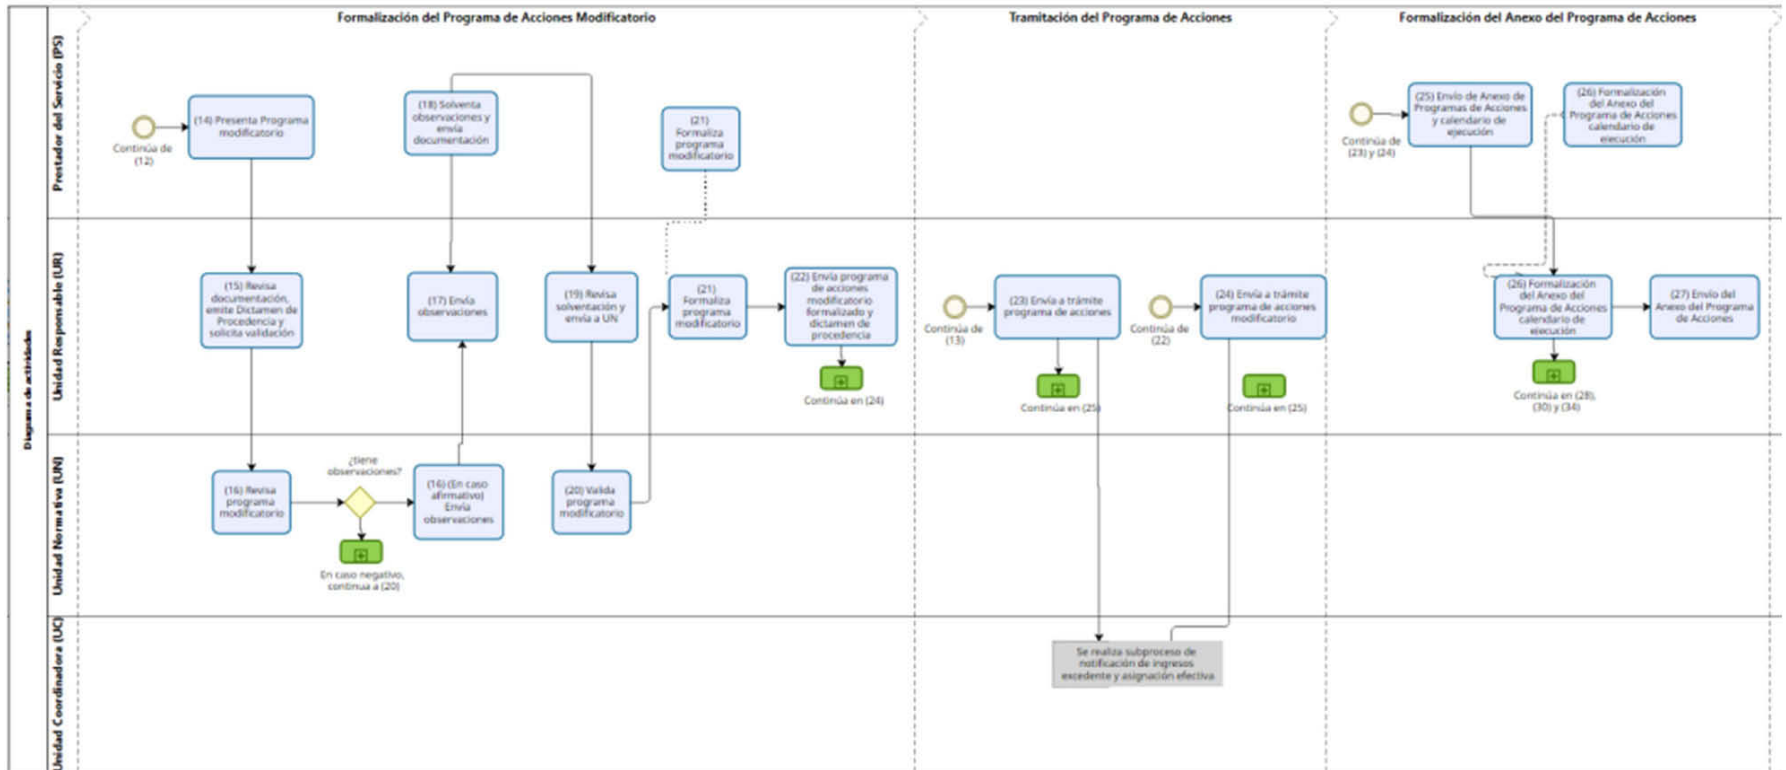 Formalización del Programa de Acciones Modificatorio
Tramitación del Programa de Acciones
Formalización del Anexo del Programa de Acciones
Diagrama de actividades
Prestador del Servicio (PS)
Continúa de
(12)
(14) Presenta Programa
modificatorio
(18) Solventa
observaciones y
envía
documentación
(21)
Formaliza
programa
modificatorio
Continúa de
(23) y (24)
(25) Envío de Anexo de
Programas de Acciones
y calendario de
ejecución
(26) Formalización
del Anexo del
Programa de Acciones
calendario de
ejecución
Unidad Responsable (UR)
(15) Revisa
documentación,
emite Dictamen de
Procedencia y
solicita validación
(17) Envía
observaciones
(19) Revisa
solventación y
envía a UN
(21)
Formaliza
programa
modificatorio
(22) Envía programa
de acciones
modificatorio
formalizado y
dictamen de
procedencia
Continúa en (24)
Continúa de
(13)
(23) Envía a trámite
programa de acciones
Continúa en (25)
Continúa de
(22)
(24) Envía a trámite
programa de acciones
modificatorio
Continúa en (25)
(26) Formalización
del Anexo del
Programa de Acciones
calendario de
ejecución
Continúa en (28),
(30) y (34)
(27) Envío del
Anexo del Programa
de Acciones
Unidad Normativa (UN)
(16) Revisa
programa
modificatorio
¿tiene
observaciones?
En caso negativo,
continua a (20)
(16) (En caso
afirmativo)
Envía
observaciones
(20) Valida
programa
modificatorio
Unidad Coordinadora (UC)
Se realiza subproceso de
notificación de ingresos
excedente y asignación efectiva